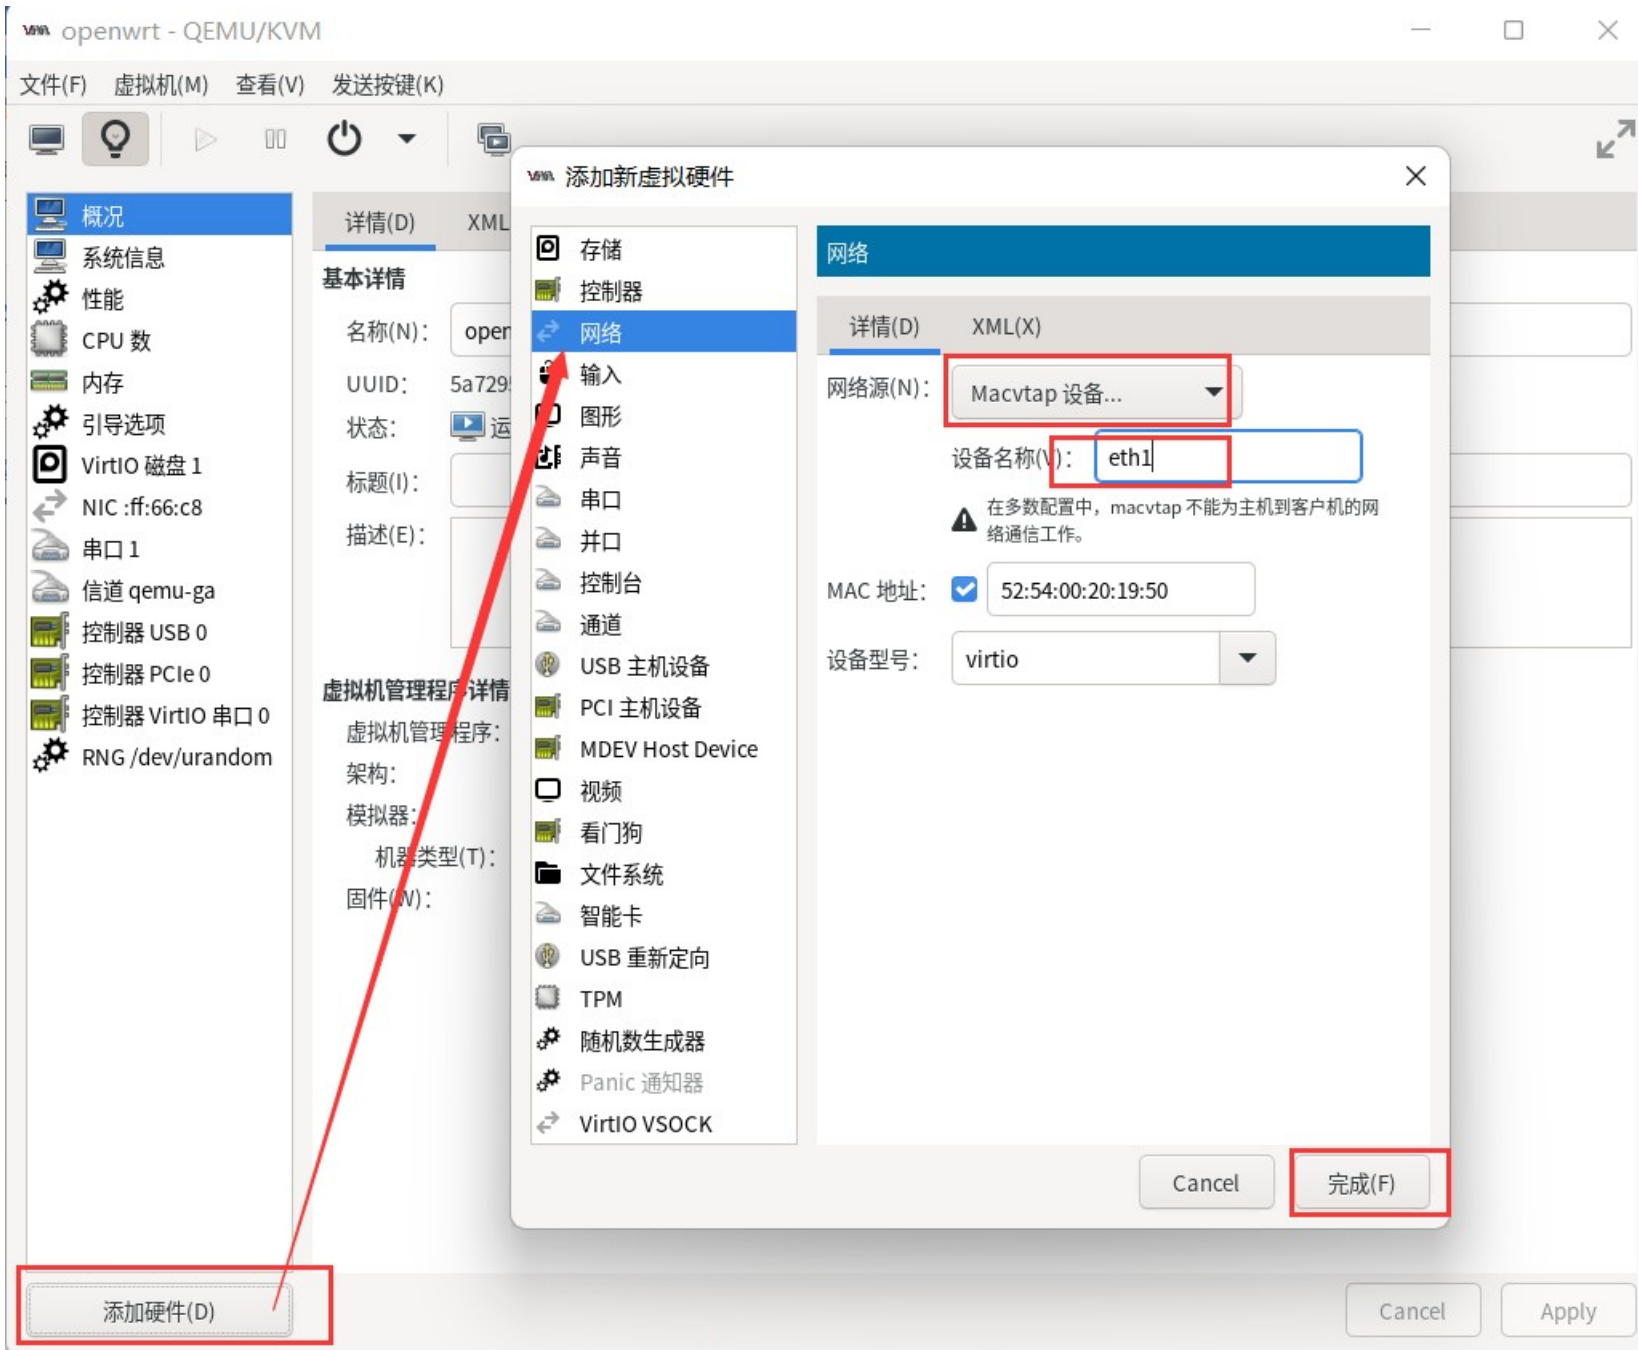 openwrt - QEMU/KVM
文件(F) 虚拟机(M) 查看(V) 发送按键(K)
概况
系统信息
性能
CPU 数
内存
引导选项
VirtIO 磁盘 1
NIC :ff:66:c8
串口 1
信道 qemu-ga
控制器 USB 0
控制器 PCIe 0
控制器 VirtIO 串口 0
RNG /dev/urandom
添加硬件(D)
详情(D) XML
基本详情
名称(N): open
UUID: 5a729
状态: 运
标题(I):
描述(E):
虚拟机管理程序详情
虚拟机管理程序:
架构:
模拟器:
机器类型(T):
固件(W):
添加新虚拟硬件
存储
控制器
网络
输入
图形
声音
串口
并口
控制台
通道
USB 主机设备
PCI 主机设备
MDEV Host Device
视频
看门狗
文件系统
智能卡
USB 重新定向
TPM
随机数生成器
Panic 通知器
VirtIO VSOCK
网络
详情(D) XML(X)
网络源(N): Macvtap 设备...
设备名称(V): eth1
在多数配置中，macvtap 不能为主机到客户机的网
络通信工作。
MAC 地址: 52:54:00:20:19:50
设备型号: virtio
Cancel 完成(F)
Cancel Apply